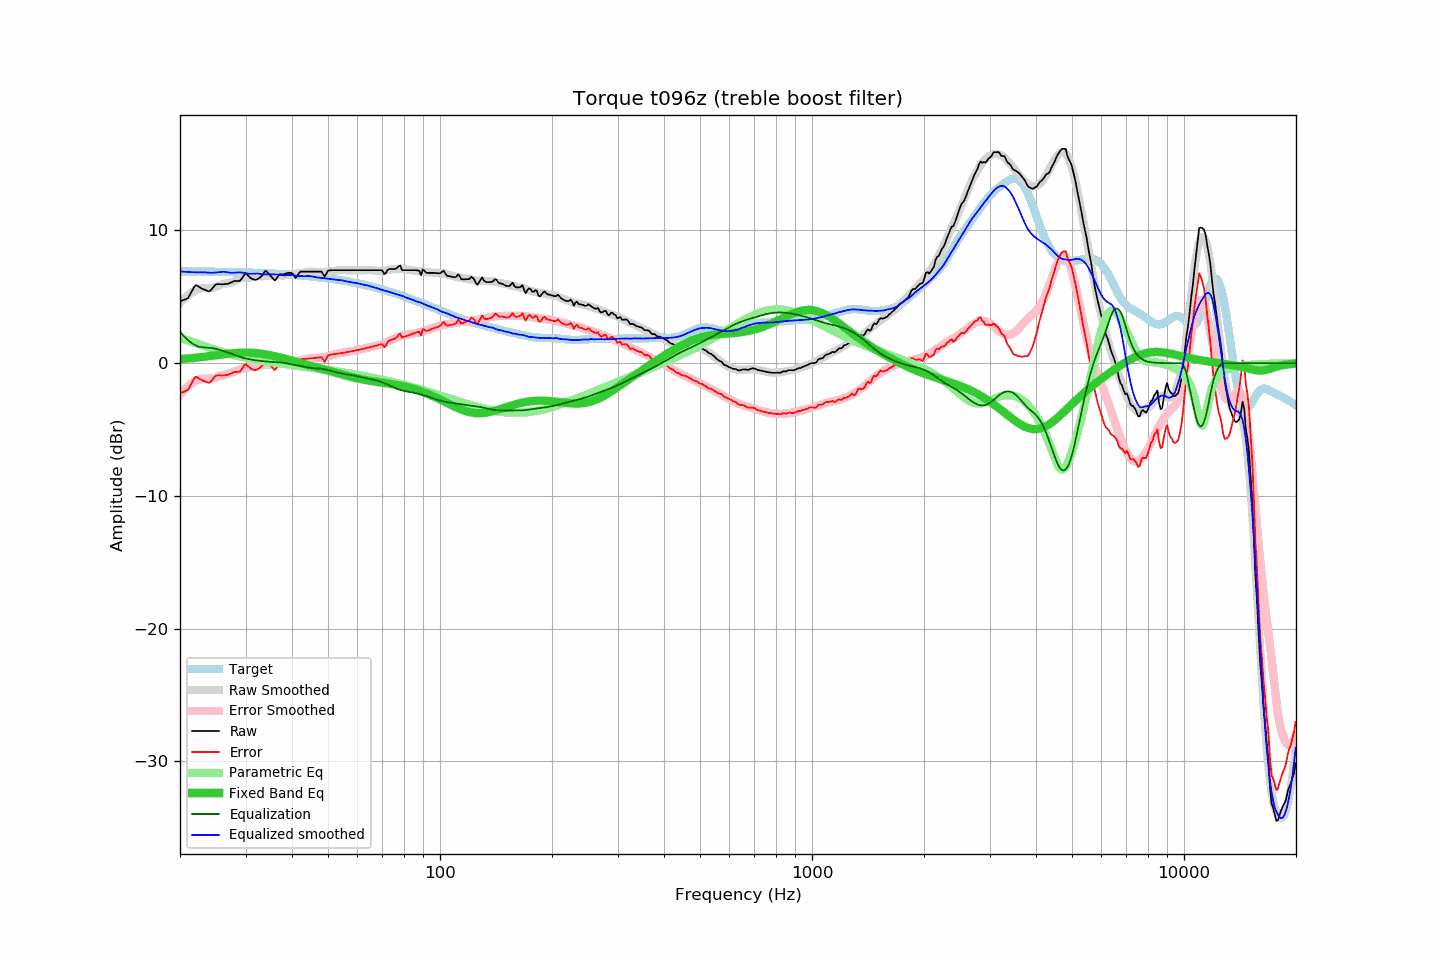 Torque t096z (treble boost filter)
10
0
−10
−20
−30
Amplitude (dBr)
Target
Raw Smoothed
Error Smoothed
Raw
Error
Parametric Eq
Fixed Band Eq
Equalization
Equalized smoothed
100
1000
10000
Frequency (Hz)